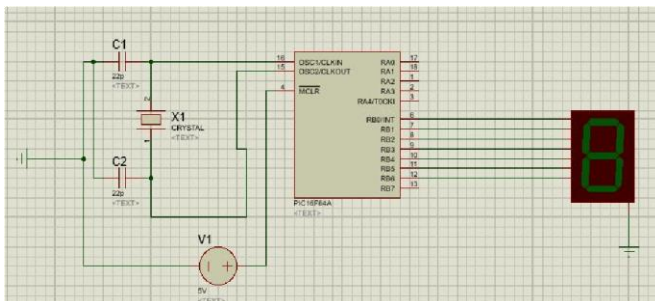 C1
22p
<TEXT>
X1
CRYSTAL
<TEXT>
2
1
C2
22p
<TEXT>
V1
5V
<TEXT>
16 OSC1/CLKIN
15 OSC2/CLKOUT
4 MCLR
RA0 17
RA1 18
RA2 1
RA3 2
RA4/T0CKI 3
RB0/INT 6
RB1 7
RB2 8
RB3 9
RB4 10
RB5 11
RB6 12
RB7 13
PIC16F84A
<TEXT>